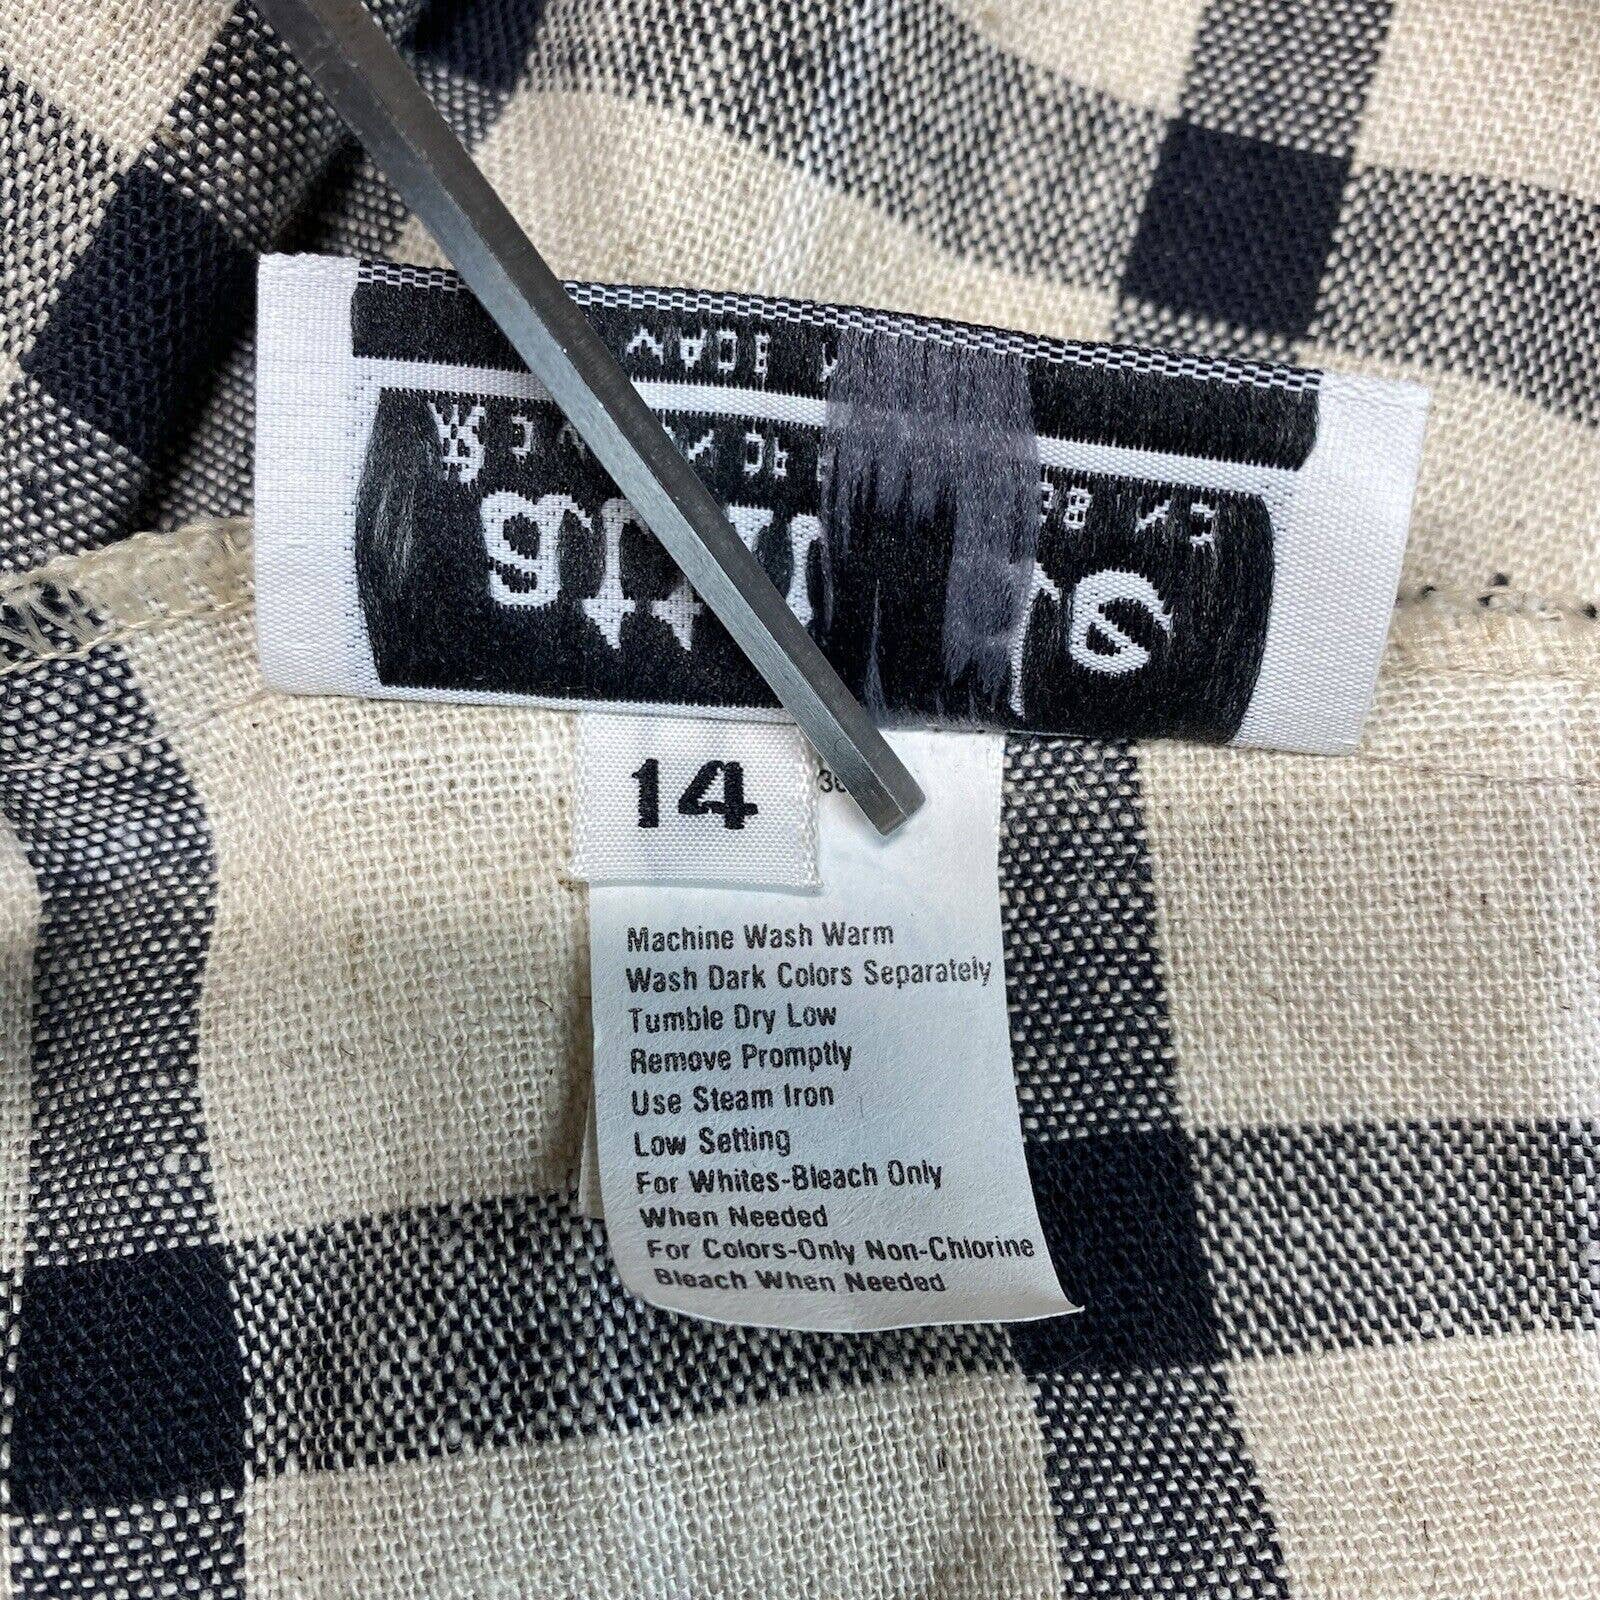 14
Machine Wash Warm
Wash Dark Colors Separately
Tumble Dry Low
Remove Promptly
Use Steam Iron
Low Setting
For Whites-Bleach Only
When Needed
For Colors-Only Non-Chlorine
Bleach When Needed